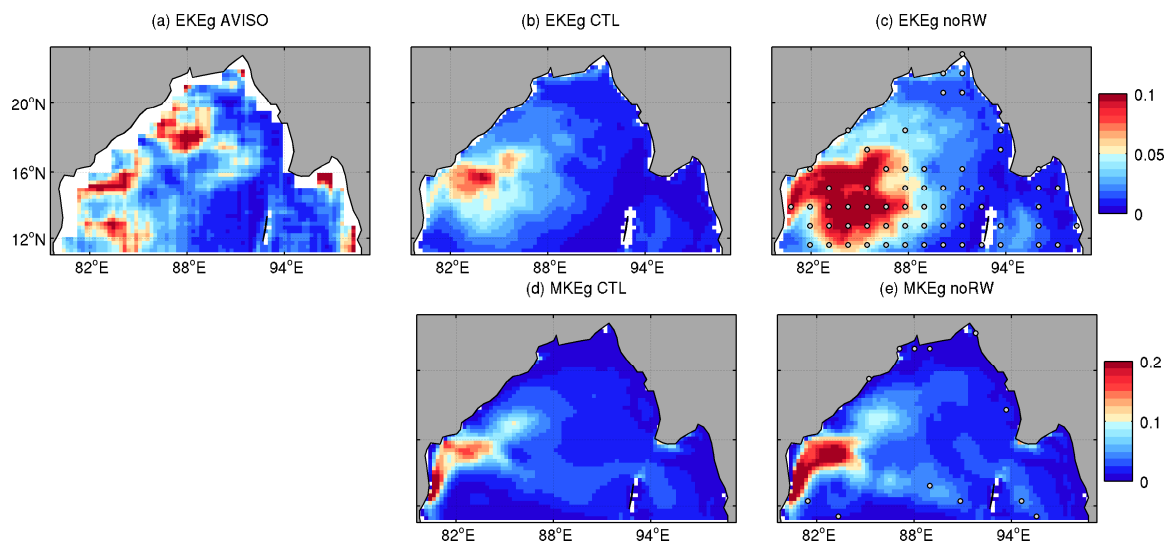 (a) EKEg AVISO
(b) EKEg CTL
(c) EKEg noRW
20°N
16°N
12°N
82°E 88°E 94°E
82°E 88°E 94°E
82°E 88°E 94°E
0.1
0.05
0
(d) MKEg CTL
(e) MKEg noRW
82°E 88°E 94°E
82°E 88°E 94°E
0.2
0.1
0